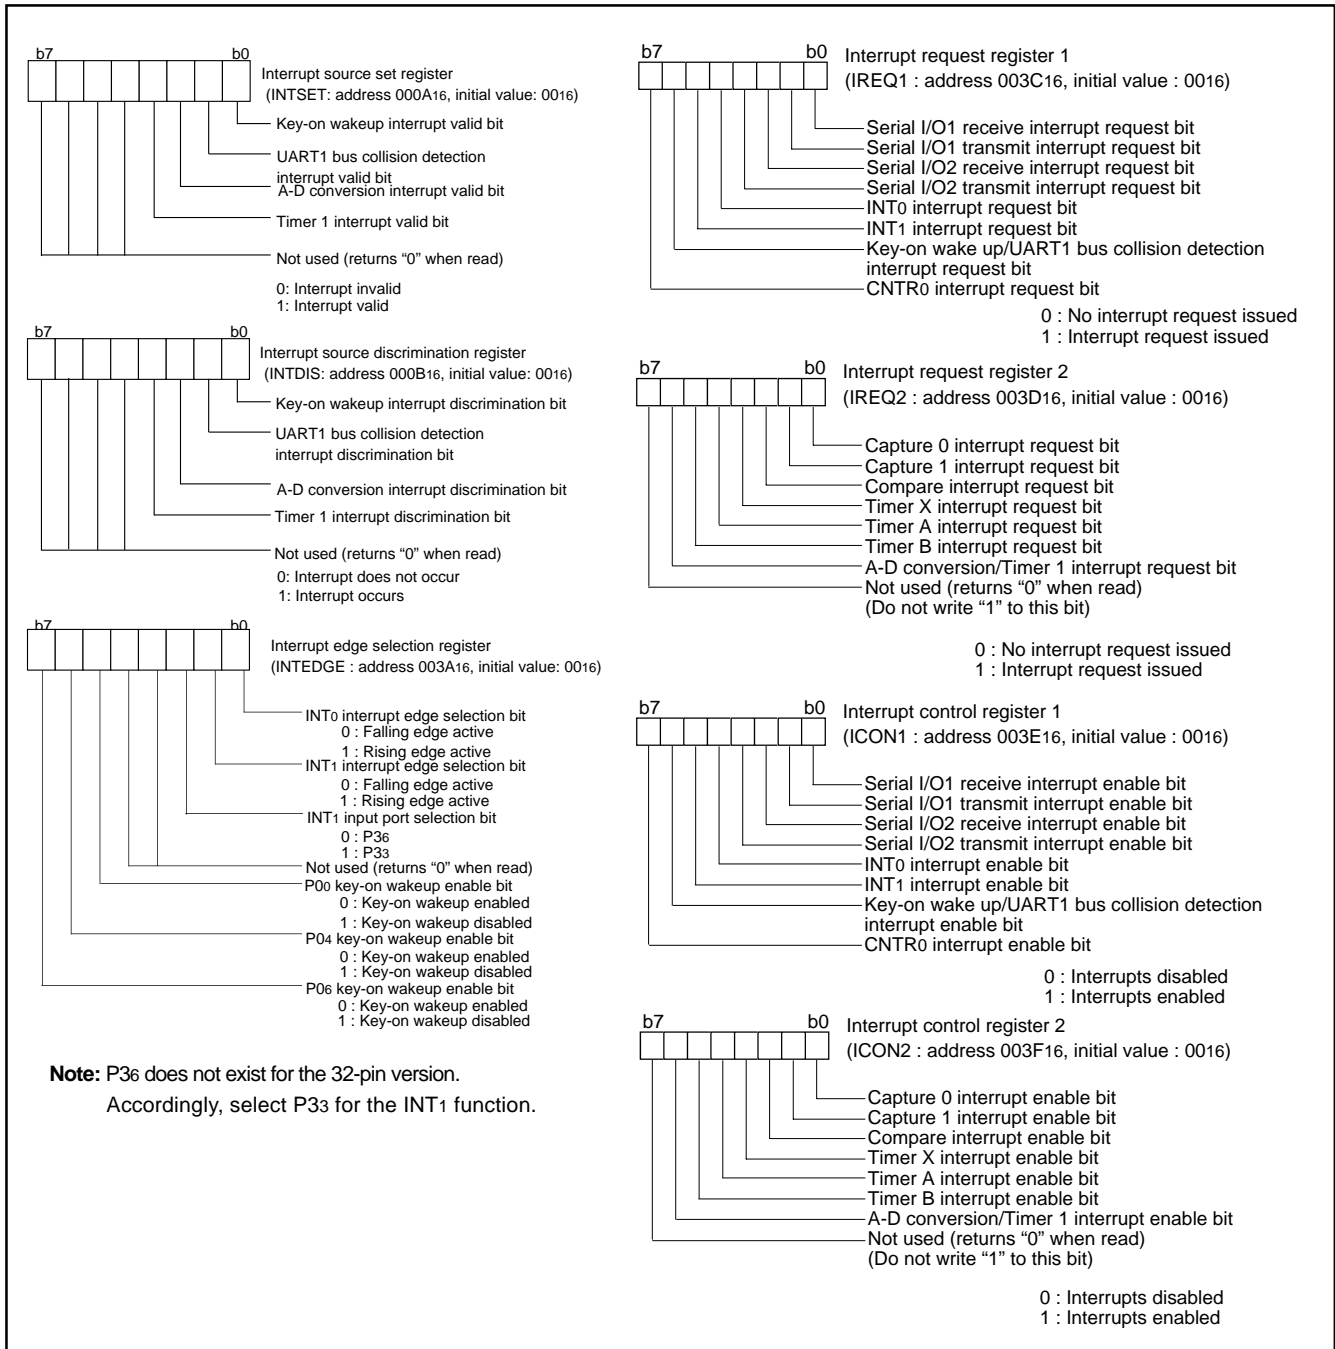 b7 b0
Interrupt source set register
(INTSET: address 000A16, initial value: 0016)
Key-on wakeup interrupt valid bit
UART1 bus collision detection
interrupt valid bit
A-D conversion interrupt valid bit
Timer 1 interrupt valid bit
Not used (returns “0” when read)
0: Interrupt invalid
1: Interrupt valid
b7 b0
Interrupt source discrimination register
(INTDIS: address 000B16, initial value: 0016)
Key-on wakeup interrupt discrimination bit
UART1 bus collision detection
interrupt discrimination bit
A-D conversion interrupt discrimination bit
Timer 1 interrupt discrimination bit
Not used (returns “0” when read)
0: Interrupt does not occur
1: Interrupt occurs
b7 b0
Interrupt edge selection register
(INTEDGE : address 003A16, initial value: 0016)
INT0 interrupt edge selection bit
0 : Falling edge active
1 : Rising edge active
INT1 interrupt edge selection bit
0 : Falling edge active
1 : Rising edge active
INT1 input port selection bit
0 : P36
1 : P33
Not used (returns “0” when read)
P00 key-on wakeup enable bit
0 : Key-on wakeup enabled
1 : Key-on wakeup disabled
P04 key-on wakeup enable bit
0 : Key-on wakeup enabled
1 : Key-on wakeup disabled
P06 key-on wakeup enable bit
0 : Key-on wakeup enabled
1 : Key-on wakeup disabled
Note: P36 does not exist for the 32-pin version.
Accordingly, select P33 for the INT1 function.
b7 b0
Interrupt request register 1
(IREQ1 : address 003C16, initial value : 0016)
Serial I/O1 receive interrupt request bit
Serial I/O1 transmit interrupt request bit
Serial I/O2 receive interrupt request bit
Serial I/O2 transmit interrupt request bit
INT0 interrupt request bit
INT1 interrupt request bit
Key-on wake up/UART1 bus collision detection
interrupt request bit
CNTR0 interrupt request bit
0 : No interrupt request issued
1 : Interrupt request issued
b7 b0
Interrupt request register 2
(IREQ2 : address 003D16, initial value : 0016)
Capture 0 interrupt request bit
Capture 1 interrupt request bit
Compare interrupt request bit
Timer X interrupt request bit
Timer A interrupt request bit
Timer B interrupt request bit
A-D conversion/Timer 1 interrupt request bit
Not used (returns “0” when read)
(Do not write “1” to this bit)
0 : No interrupt request issued
1 : Interrupt request issued
b7 b0
Interrupt control register 1
(ICON1 : address 003E16, initial value : 0016)
Serial I/O1 receive interrupt enable bit
Serial I/O1 transmit interrupt enable bit
Serial I/O2 receive interrupt enable bit
Serial I/O2 transmit interrupt enable bit
INT0 interrupt enable bit
INT1 interrupt enable bit
Key-on wake up/UART1 bus collision detection
interrupt enable bit
CNTR0 interrupt enable bit
0 : Interrupts disabled
1 : Interrupts enabled
b7 b0
Interrupt control register 2
(ICON2 : address 003F16, initial value : 0016)
Capture 0 interrupt enable bit
Capture 1 interrupt enable bit
Compare interrupt enable bit
Timer X interrupt enable bit
Timer A interrupt enable bit
Timer B interrupt enable bit
A-D conversion/Timer 1 interrupt enable bit
Not used (returns “0” when read)
(Do not write “1” to this bit)
0 : Interrupts disabled
1 : Interrupts enabled